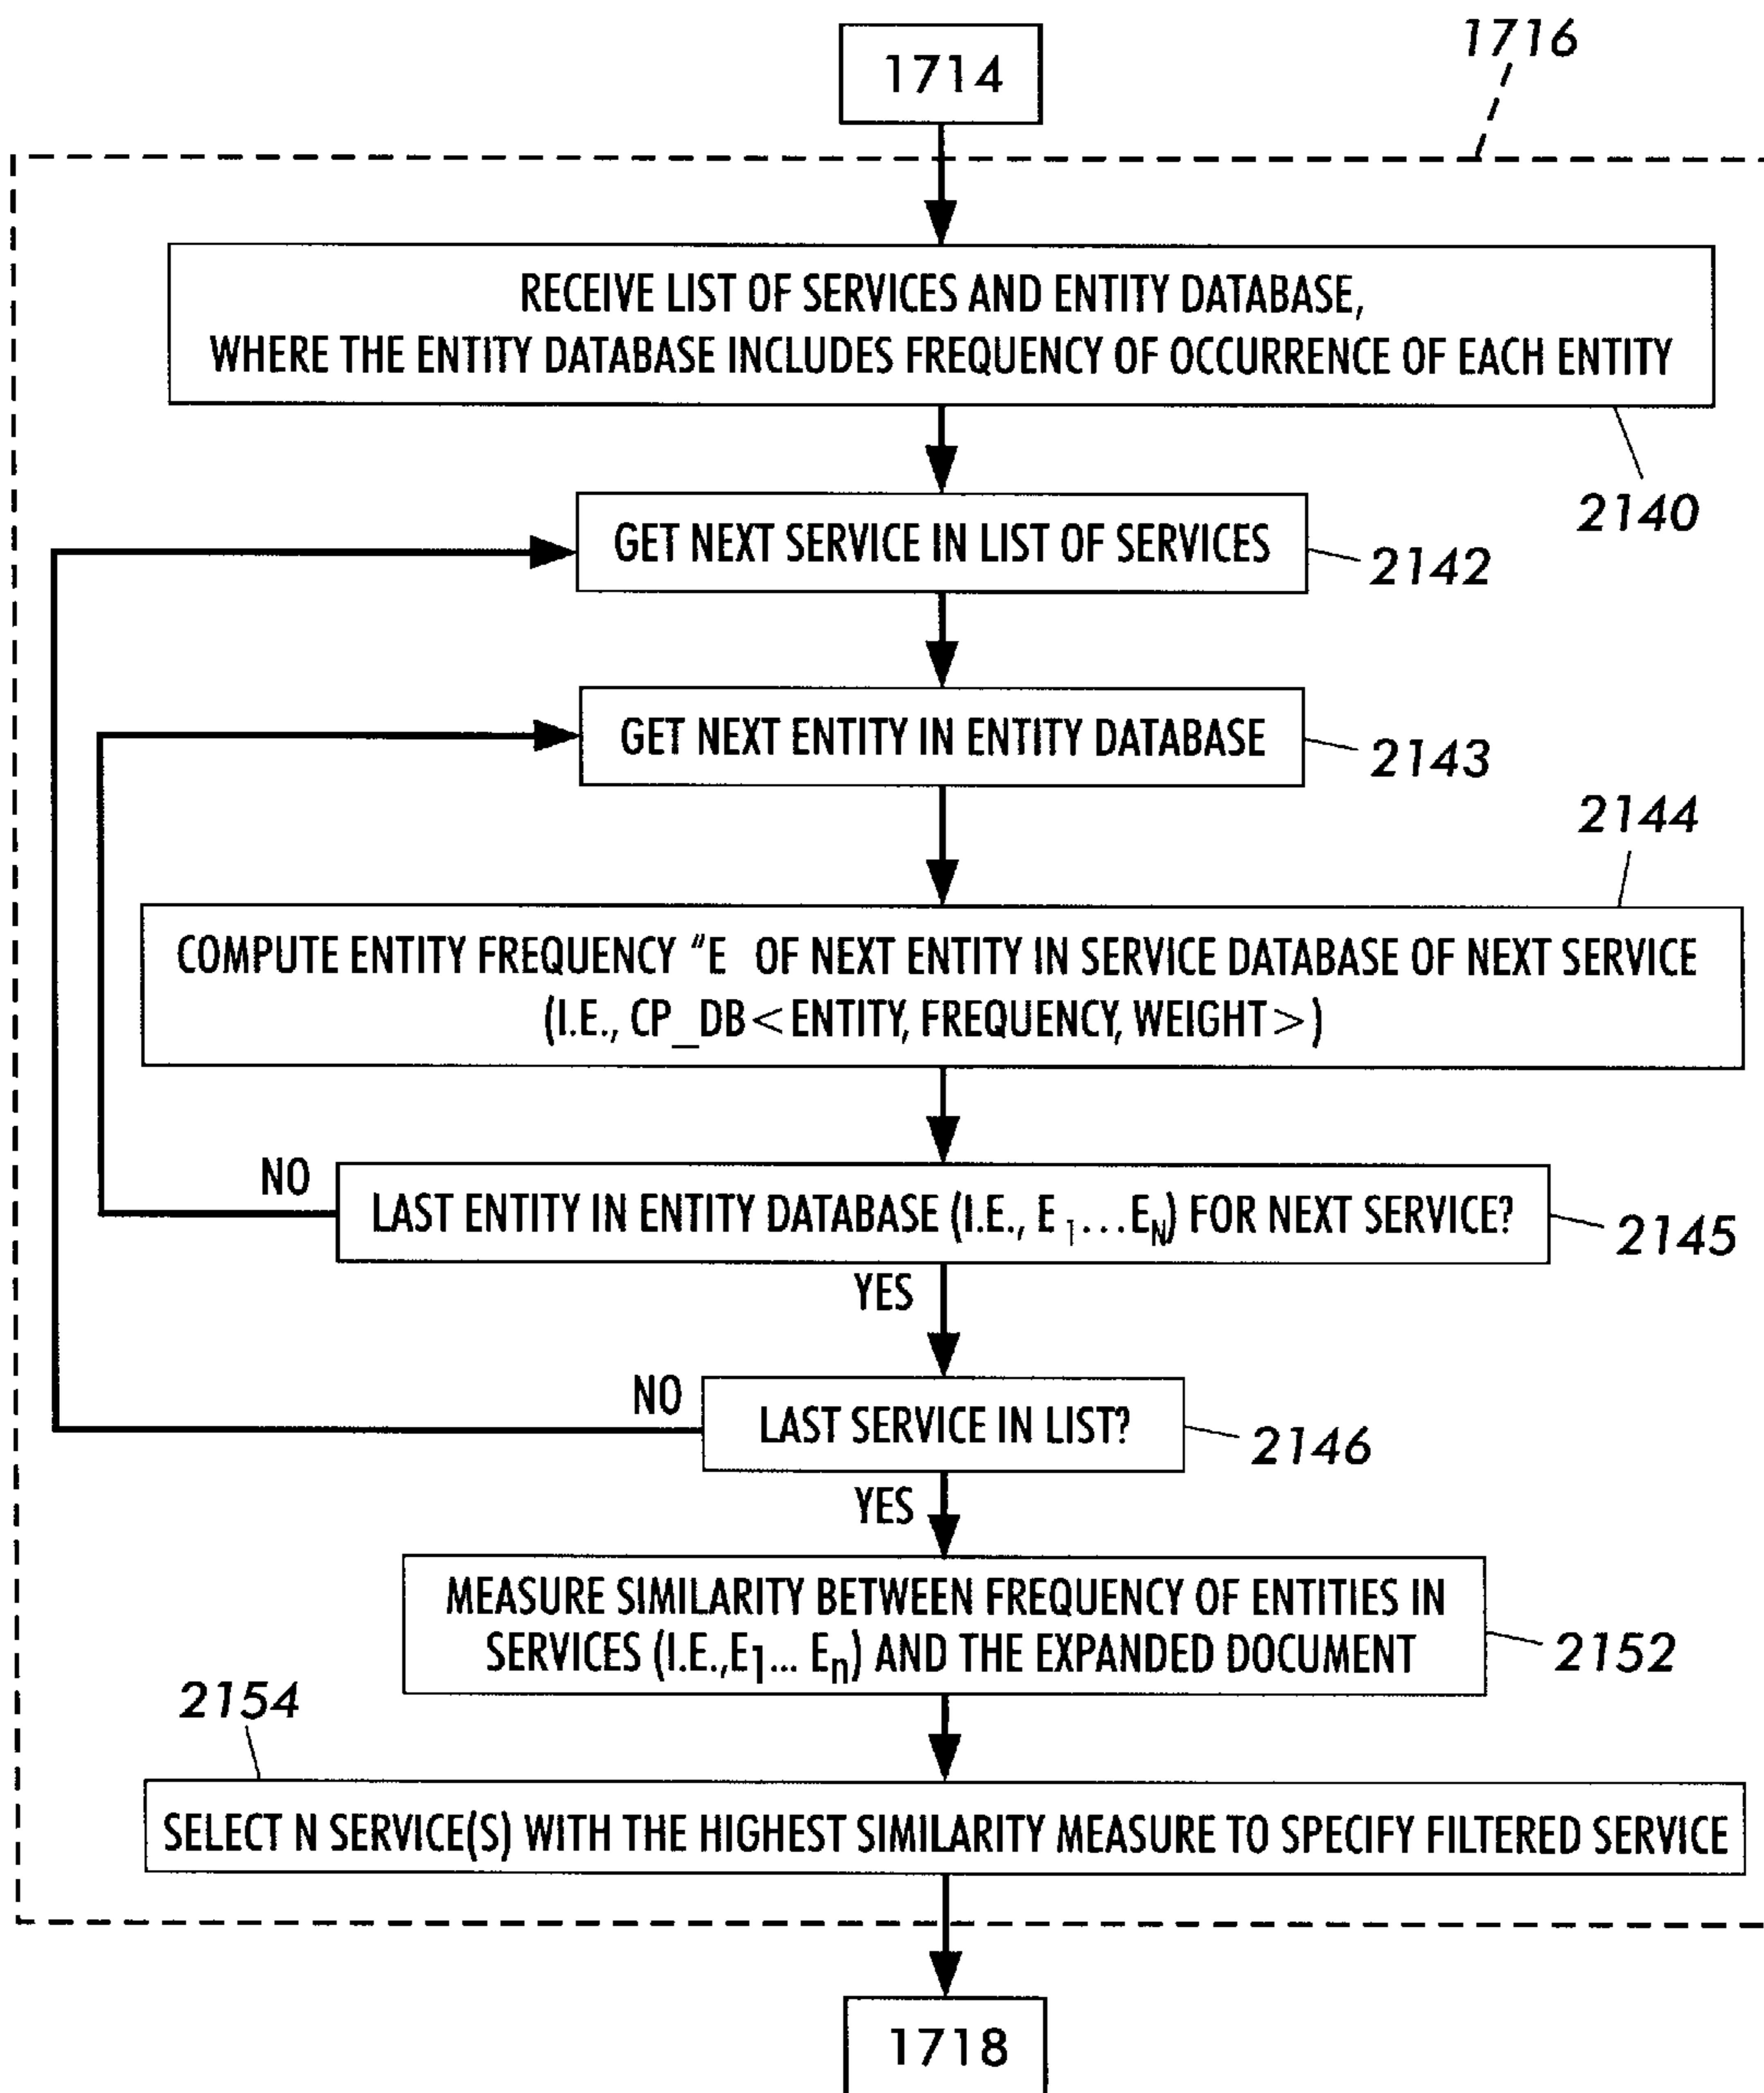 1714
1716
RECEIVE LIST OF SERVICES AND ENTITY DATABASE,
WHERE THE ENTITY DATABASE INCLUDES FREQUENCY OF OCCURRENCE OF EACH ENTITY
2140
GET NEXT SERVICE IN LIST OF SERVICES
2142
GET NEXT ENTITY IN ENTITY DATABASE
2143
2144
COMPUTE ENTITY FREQUENCY "E OF NEXT ENTITY IN SERVICE DATABASE OF NEXT SERVICE
(I.E., CP_DB<ENTITY, FREQUENCY, WEIGHT>)
NO
LAST ENTITY IN ENTITY DATABASE (I.E., E1...EN) FOR NEXT SERVICE?
2145
YES
NO
LAST SERVICE IN LIST?
2146
YES
MEASURE SIMILARITY BETWEEN FREQUENCY OF ENTITIES IN
SERVICES (I.E.,E1... En) AND THE EXPANDED DOCUMENT
2152
2154
SELECT N SERVICE(S) WITH THE HIGHEST SIMILARITY MEASURE TO SPECIFY FILTERED SERVICE
1718